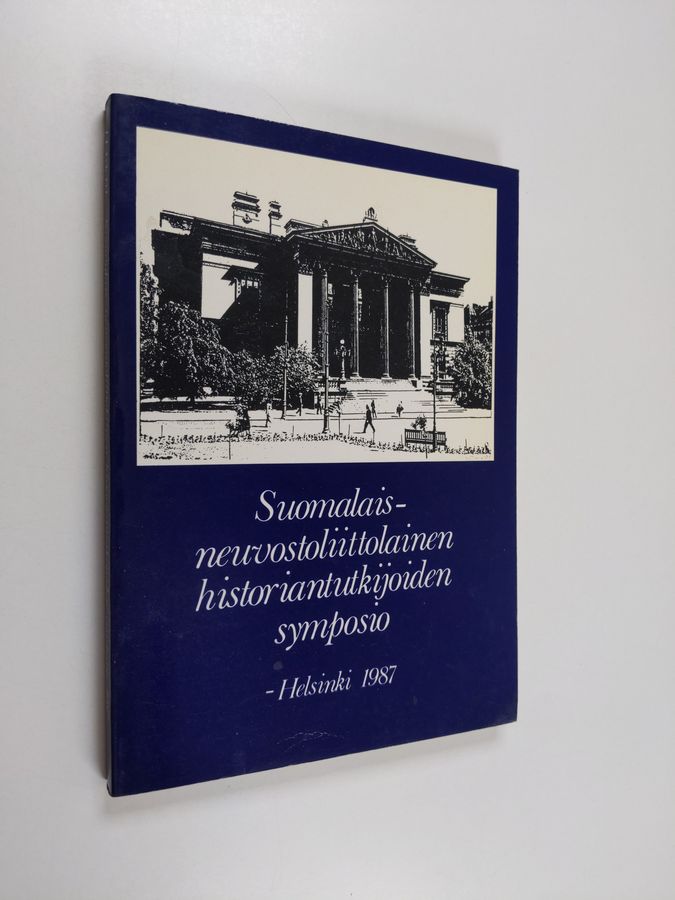 Suomalais-
neuvostoliittolainen
historiantutkijoiden
symposio
-Helsinki 1987